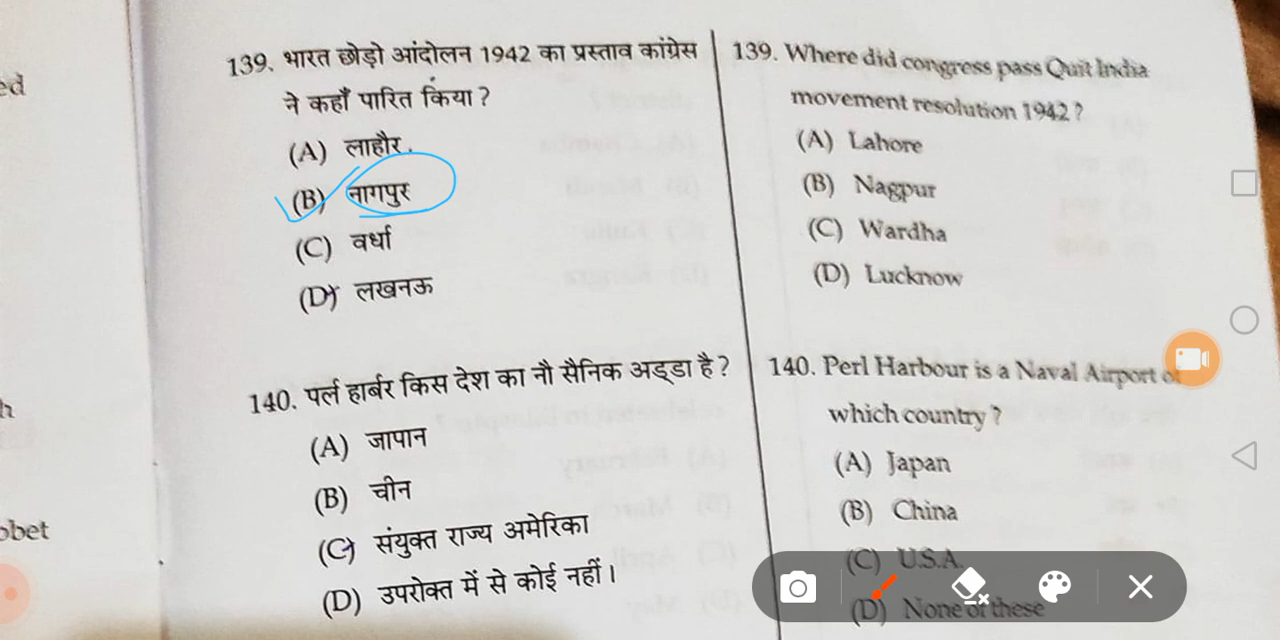 ed
h
obet
139. भारत छोड़ो आंदोलन 1942 का प्रस्ताव कांग्रेस
ने कहाँ पारित किया ?
(A) लाहौर
(B) नागपुर
(C) वर्धा
(D) लखनऊ
140. पर्ल हार्बर किस देश का नौ सैनिक अड्डा है ?
(A) जापान
(B) चीन
(C) संयुक्त राज्य अमेरिका
(D) उपरोक्त में से कोई नहीं।
139. Where did congress pass Quit India
movement resolution 1942 ?
(A) Lahore
(B) Nagpur
(C) Wardha
(D) Lucknow
140. Perl Harbour is a Naval Airport
which country ?
(A) Japan
(B) China
(C) U.S.A.
(D) None of these